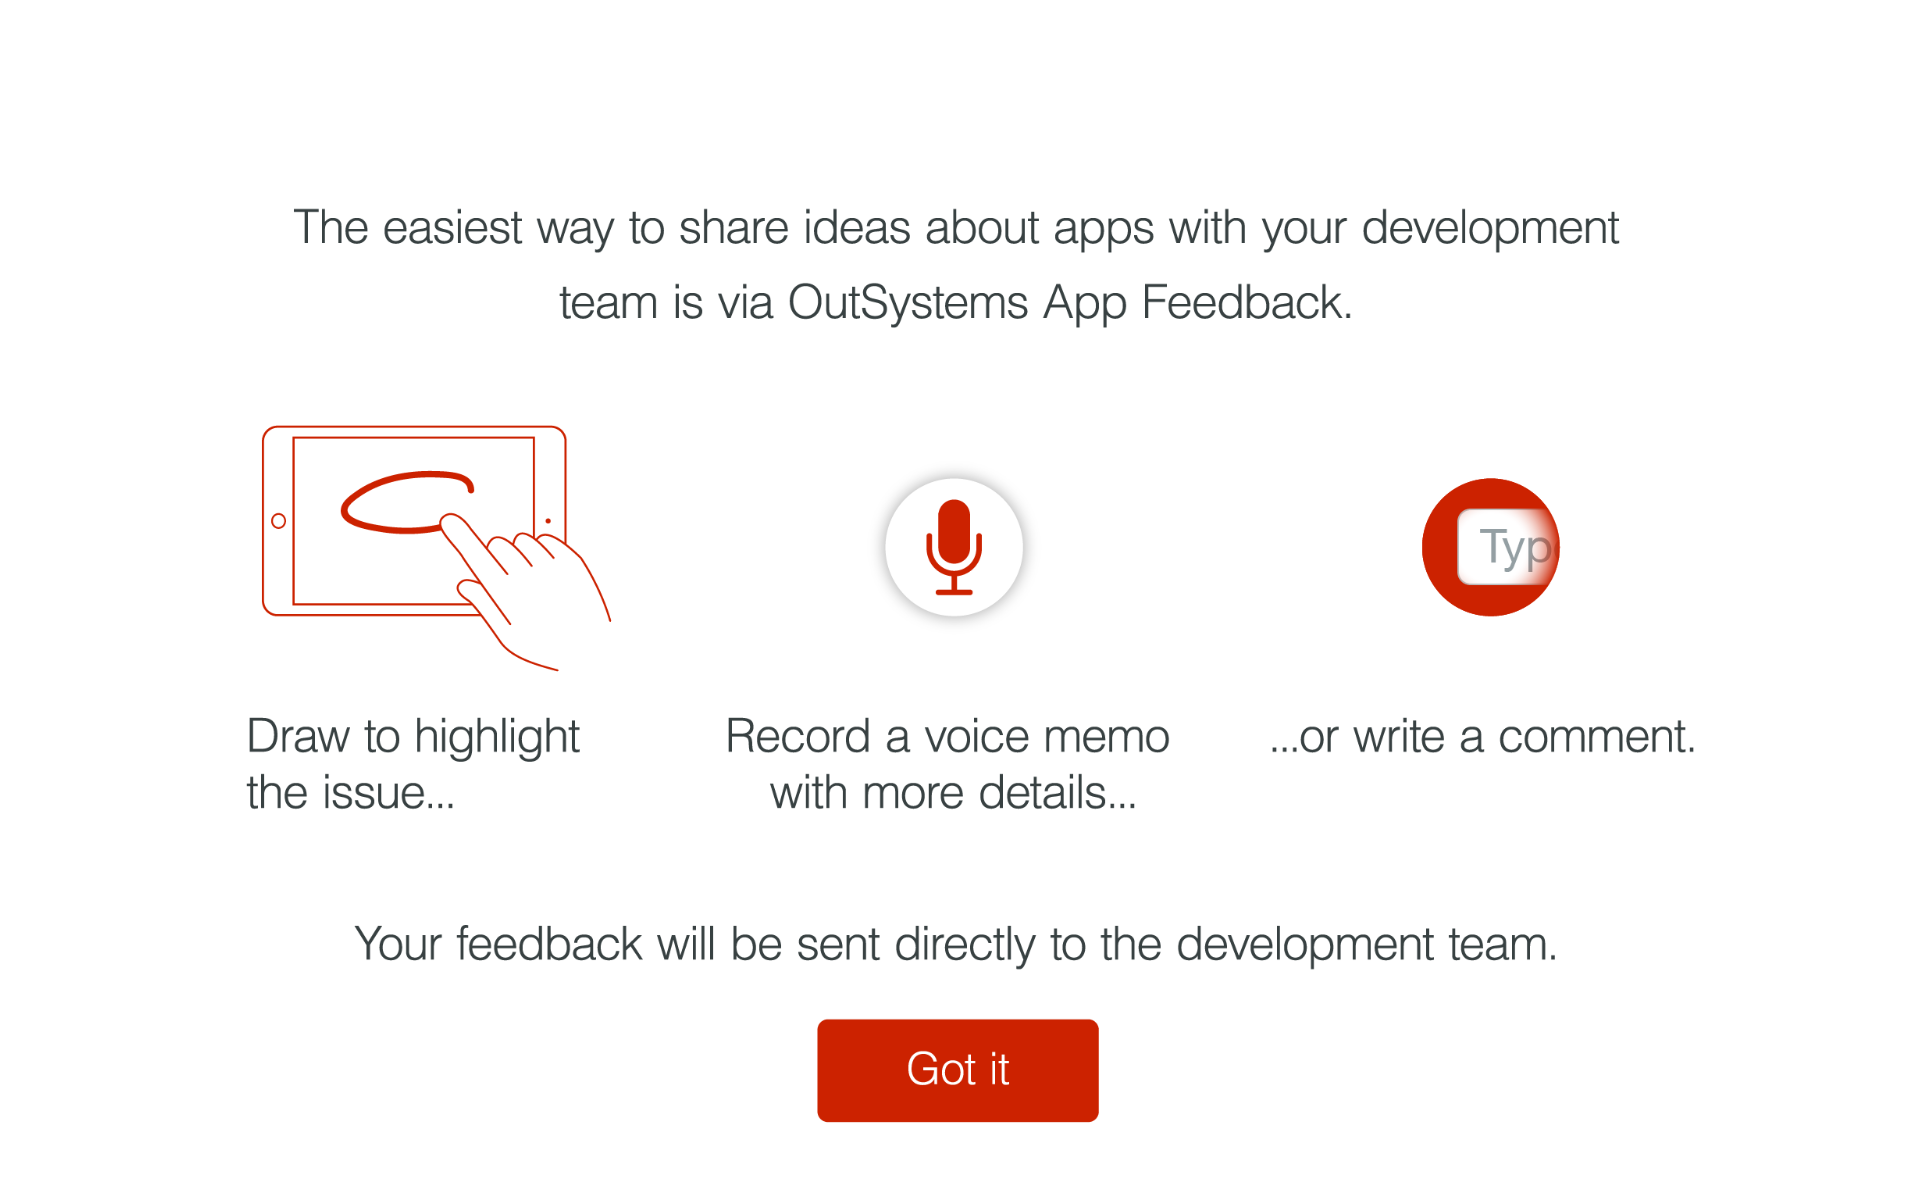 The easiest way to share ideas about apps with your development
team is via OutSystems App Feedback.
Typ
Draw to highlight
the issue...
Record a voice memo
with more details...
...or write a comment.
Your feedback will be sent directly to the development team.
Got it